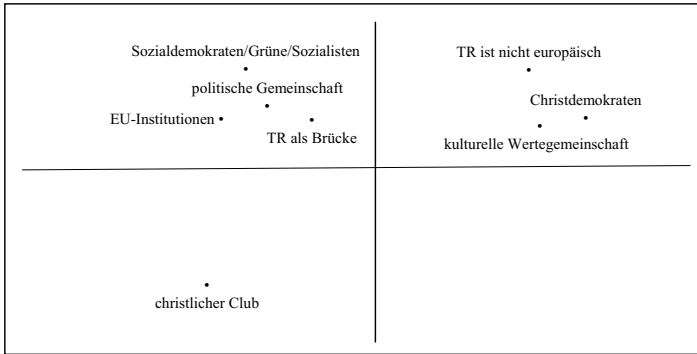 Sozialdemokraten/Grüne/Sozialisten
TR ist nicht europäisch
politische Gemeinschaft
Christdemokraten
EU-Institutionen
TR als Brücke
kulturelle Wertegemeinschaft
christlicher Club